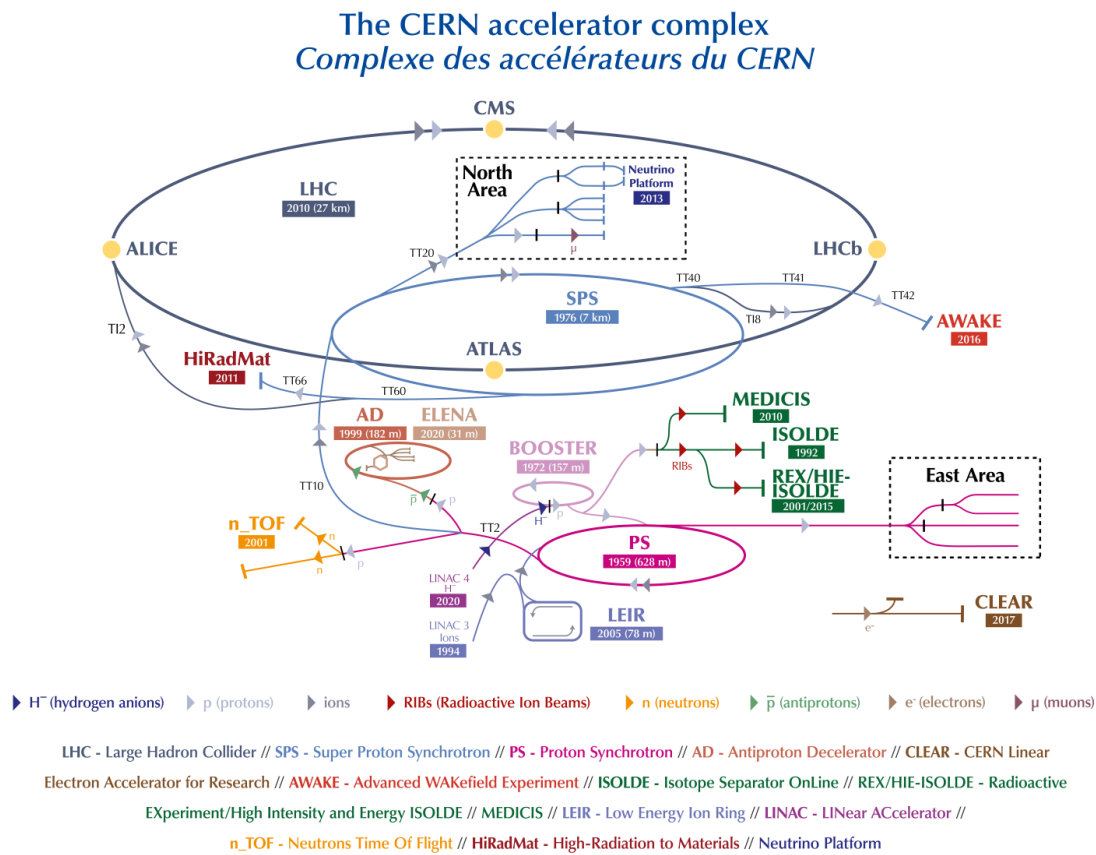 The CERN accelerator complex
Complexe des accélérateurs du CERN
CMS
North
Area
Neutrino
Platform
2013
LHC
2010 (27 km)
μ
ALICE
LHCb
TT20
TT40
TT41
SPS
1976 (7 km)
TT42
TI8
TI2
AWAKE
2016
ATLAS
HiRadMat
2011
TT66
TT60
MEDICIS
2010
AD
1999 (182 m)
ELENA
2020 (31 m)
ISOLDE
1992
BOOSTER
1972 (157 m)
RIBs
REX/HIE-
ISOLDE
2001/2015
East Area
TT10
p̅
p
H⁻
p
TT2
n_TOF
2001
n
n
p
PS
1959 (628 m)
LINAC 4
H⁻
2020
LINAC 3
Ions
1994
LEIR
2005 (78 m)
CLEAR
2017
e⁻
H⁻ (hydrogen anions)
p (protons)
ions
RIBs (Radioactive Ion Beams)
n (neutrons)
p̅ (antiprotons)
e⁻ (electrons)
μ (muons)
LHC - Large Hadron Collider // SPS - Super Proton Synchrotron // PS - Proton Synchrotron // AD - Antiproton Decelerator // CLEAR - CERN Linear
Electron Accelerator for Research // AWAKE - Advanced WAKefield Experiment // ISOLDE - Isotope Separator OnLine // REX/HIE-ISOLDE - Radioactive
EXperiment/High Intensity and Energy ISOLDE // MEDICIS // LEIR - Low Energy Ion Ring // LINAC - LINear ACcelerator //
n_TOF - Neutrons Time Of Flight // HiRadMat - High-Radiation to Materials // Neutrino Platform